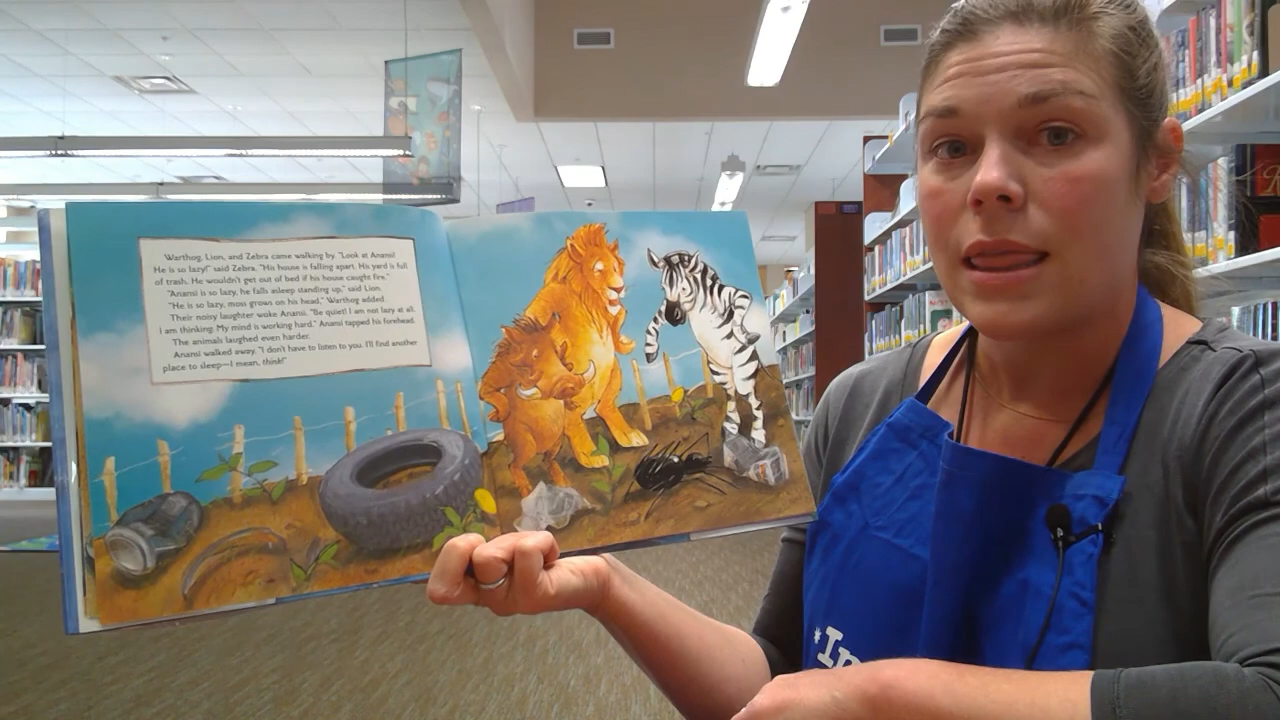 Warthog, Lion, and Zebra came walking by. "Look at Anansi!
He is so lazy!" said Zebra. "His house is falling apart. His yard is full
of trash. He wouldn't get out of bed if his house caught fire."
"Anansi is so lazy, he falls asleep standing up," said Lion.
"He is so lazy, moss grows on his head," Warthog added.
Their noisy laughter woke Anansi. "Be quiet! I am not lazy at all.
I am thinking. My mind is working hard." Anansi tapped his forehead.
The animals laughed even harder.
Anansi walked away. "I don't have to listen to you. I'll find another
place to sleep—I mean, think!"